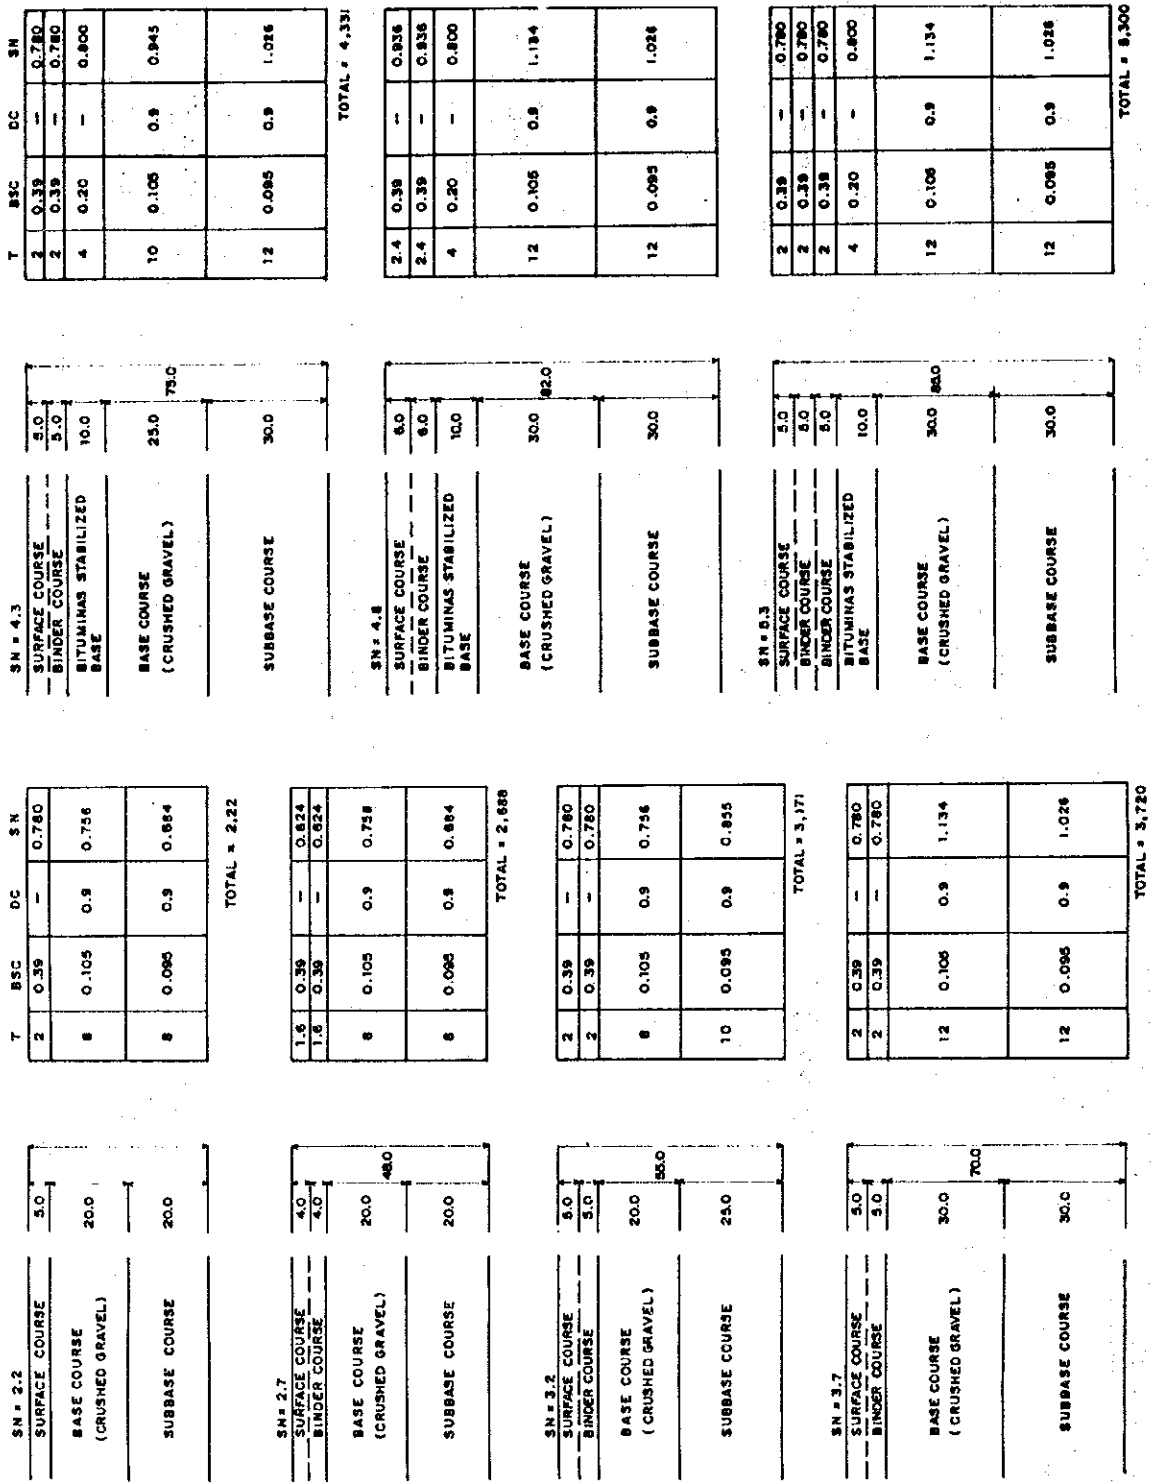 SN = 2.2
T BSC DC SN
SURFACE COURSE 5.0 2 0.39 – 0.780
BASE COURSE (CRUSHED GRAVEL) 20.0 8 0.105 0.9 0.756
SUBBASE COURSE 20.0 8 0.095 0.9 0.684
TOTAL = 2,22
SN = 2.7
SURFACE COURSE 4.0 1.6 0.39 – 0.624
BINDER COURSE 4.0 1.6 0.39 – 0.624
BASE COURSE (CRUSHED GRAVEL) 20.0 8 0.105 0.9 0.756
SUBBASE COURSE 20.0 8 0.095 0.9 0.684
48.0
TOTAL = 2,688
SN = 3.2
SURFACE COURSE 5.0 2 0.39 – 0.780
BINDER COURSE 5.0 2 0.39 – 0.780
BASE COURSE (CRUSHED GRAVEL) 20.0 8 0.105 0.9 0.756
SUBBASE COURSE 25.0 10 0.095 0.9 0.855
55.0
TOTAL = 3,171
SN = 3.7
SURFACE COURSE 5.0 2 0.39 – 0.780
BINDER COURSE 5.0 2 0.39 – 0.780
BASE COURSE (CRUSHED GRAVEL) 30.0 12 0.105 0.9 1.134
SUBBASE COURSE 30.0 12 0.095 0.9 1.026
70.0
TOTAL = 3,720
SN = 4.3
T BSC DC SN
SURFACE COURSE 5.0 2 0.39 – 0.780
BINDER COURSE 5.0 2 0.39 – 0.780
BITUMINAS STABILIZED BASE 10.0 4 0.20 – 0.800
BASE COURSE (CRUSHED GRAVEL) 25.0 10 0.105 0.9 0.945
SUBBASE COURSE 30.0 12 0.095 0.9 1.026
75.0
TOTAL = 4,331
SN = 4.8
SURFACE COURSE 6.0 2.4 0.39 – 0.936
BINDER COURSE 6.0 2.4 0.39 – 0.936
BITUMINAS STABILIZED BASE 10.0 4 0.20 – 0.800
BASE COURSE (CRUSHED GRAVEL) 30.0 12 0.105 0.9 1.134
SUBBASE COURSE 30.0 12 0.095 0.9 1.026
82.0
SN = 5.3
SURFACE COURSE 5.0 2 0.39 – 0.780
BINDER COURSE 5.0 2 0.39 – 0.780
BINDER COURSE 5.0 2 0.39 – 0.780
BITUMINAS STABILIZED BASE 10.0 4 0.20 – 0.800
BASE COURSE (CRUSHED GRAVEL) 30.0 12 0.105 0.9 1.134
SUBBASE COURSE 30.0 12 0.095 0.9 1.026
85.0
TOTAL = 5,300